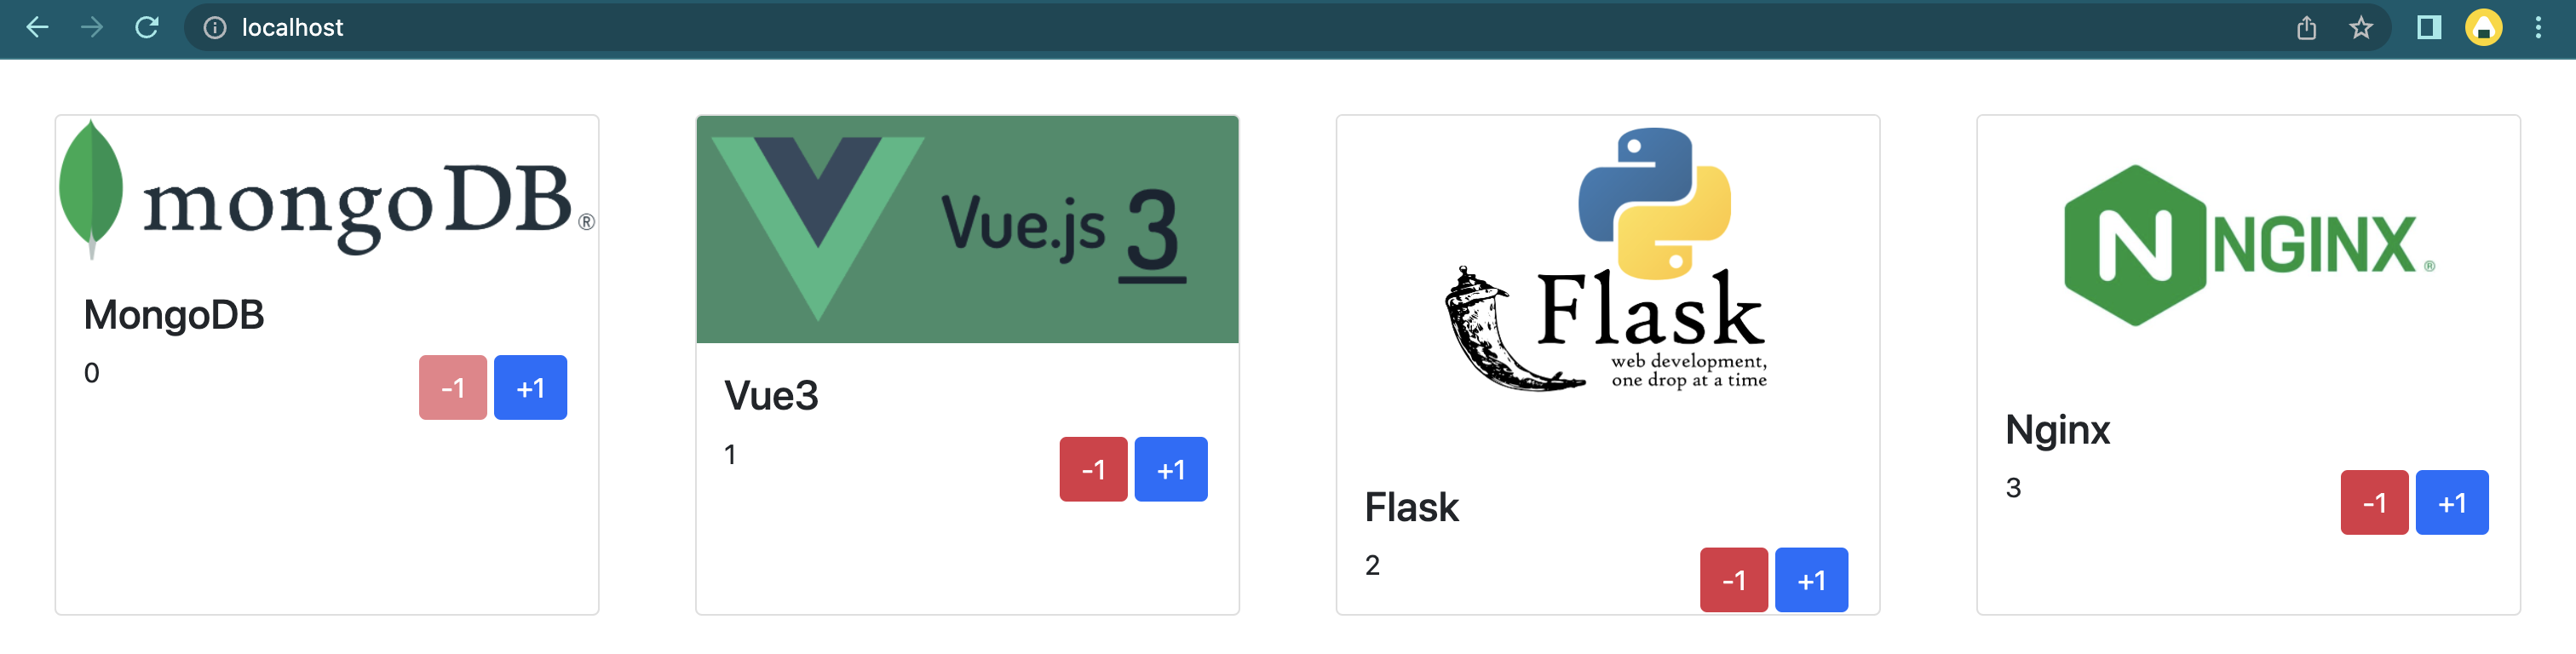 localhost
mongoDB®
MongoDB
0
-1 +1
Vue.js 3
Vue3
1
-1 +1
Flask
web development,
one drop at a time
Flask
2
-1 +1
N NGINX®
Nginx
3
-1 +1